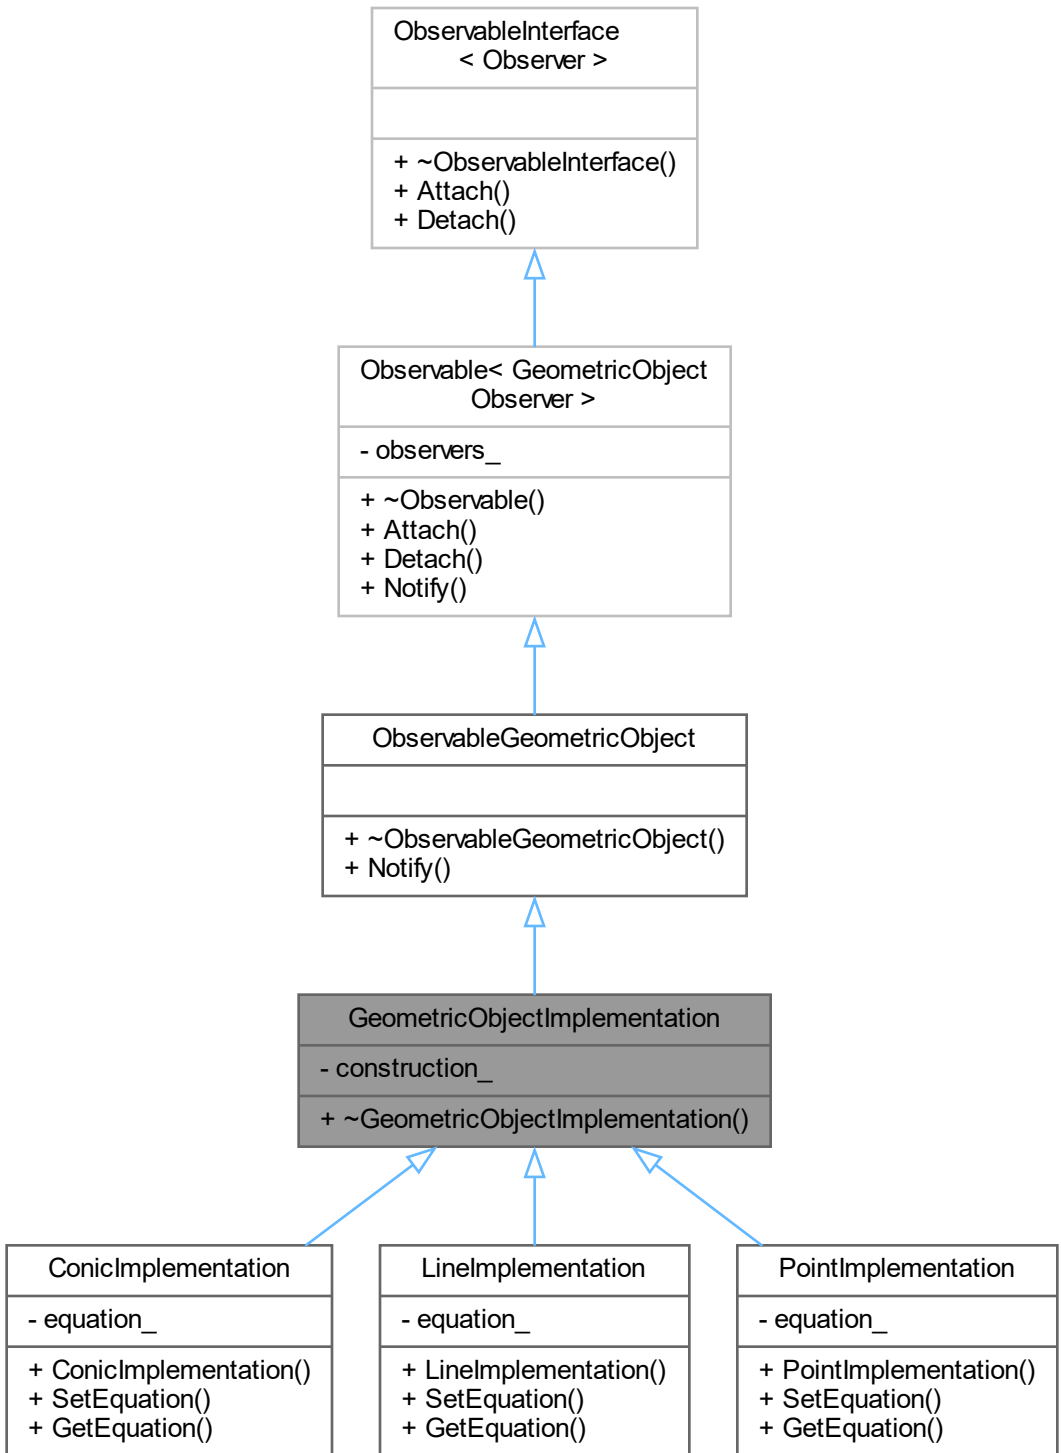 ObservableInterface
< Observer >
+ ~ObservableInterface()
+ Attach()
+ Detach()
Observable< GeometricObject
Observer >
- observers_
+ ~Observable()
+ Attach()
+ Detach()
+ Notify()
ObservableGeometricObject
+ ~ObservableGeometricObject()
+ Notify()
GeometricObjectImplementation
- construction_
+ ~GeometricObjectImplementation()
ConicImplementation
- equation_
+ ConicImplementation()
+ SetEquation()
+ GetEquation()
LineImplementation
- equation_
+ LineImplementation()
+ SetEquation()
+ GetEquation()
PointImplementation
- equation_
+ PointImplementation()
+ SetEquation()
+ GetEquation()